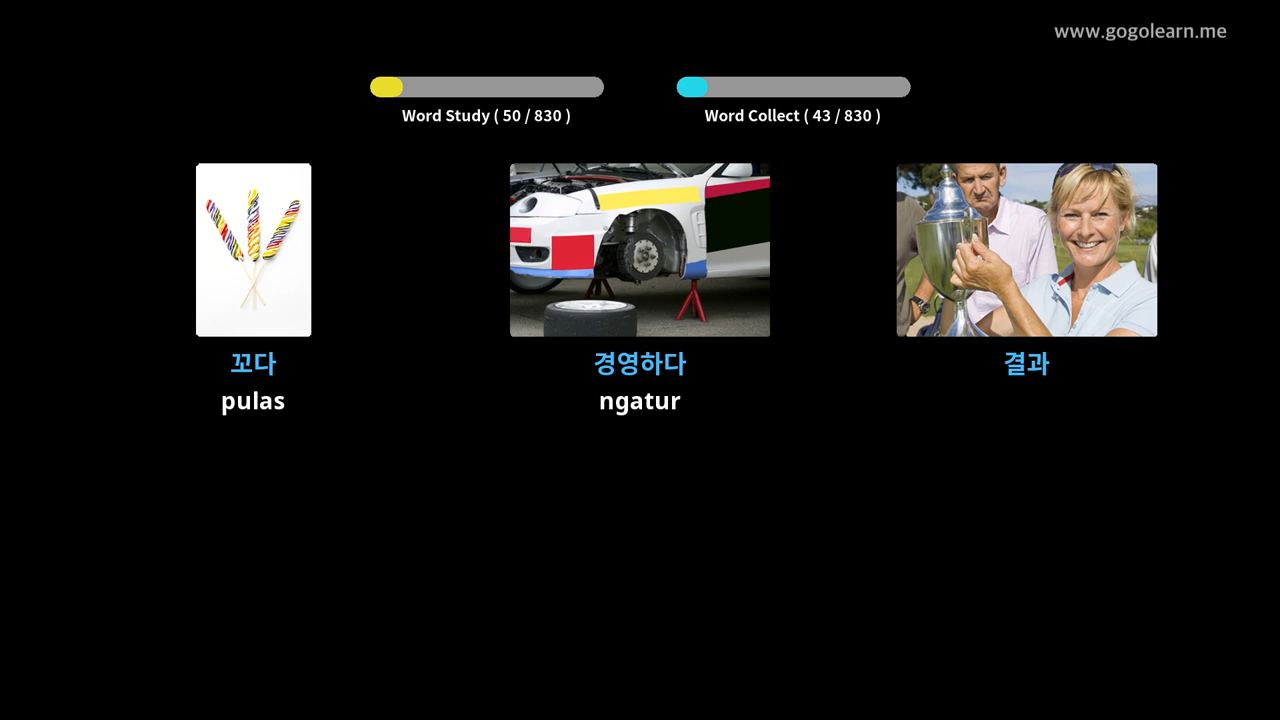 www.gogolearn.me
Word Study ( 50 / 830 )
Word Collect ( 43 / 830 )
꼬다
경영하다
결과
pulas
ngatur